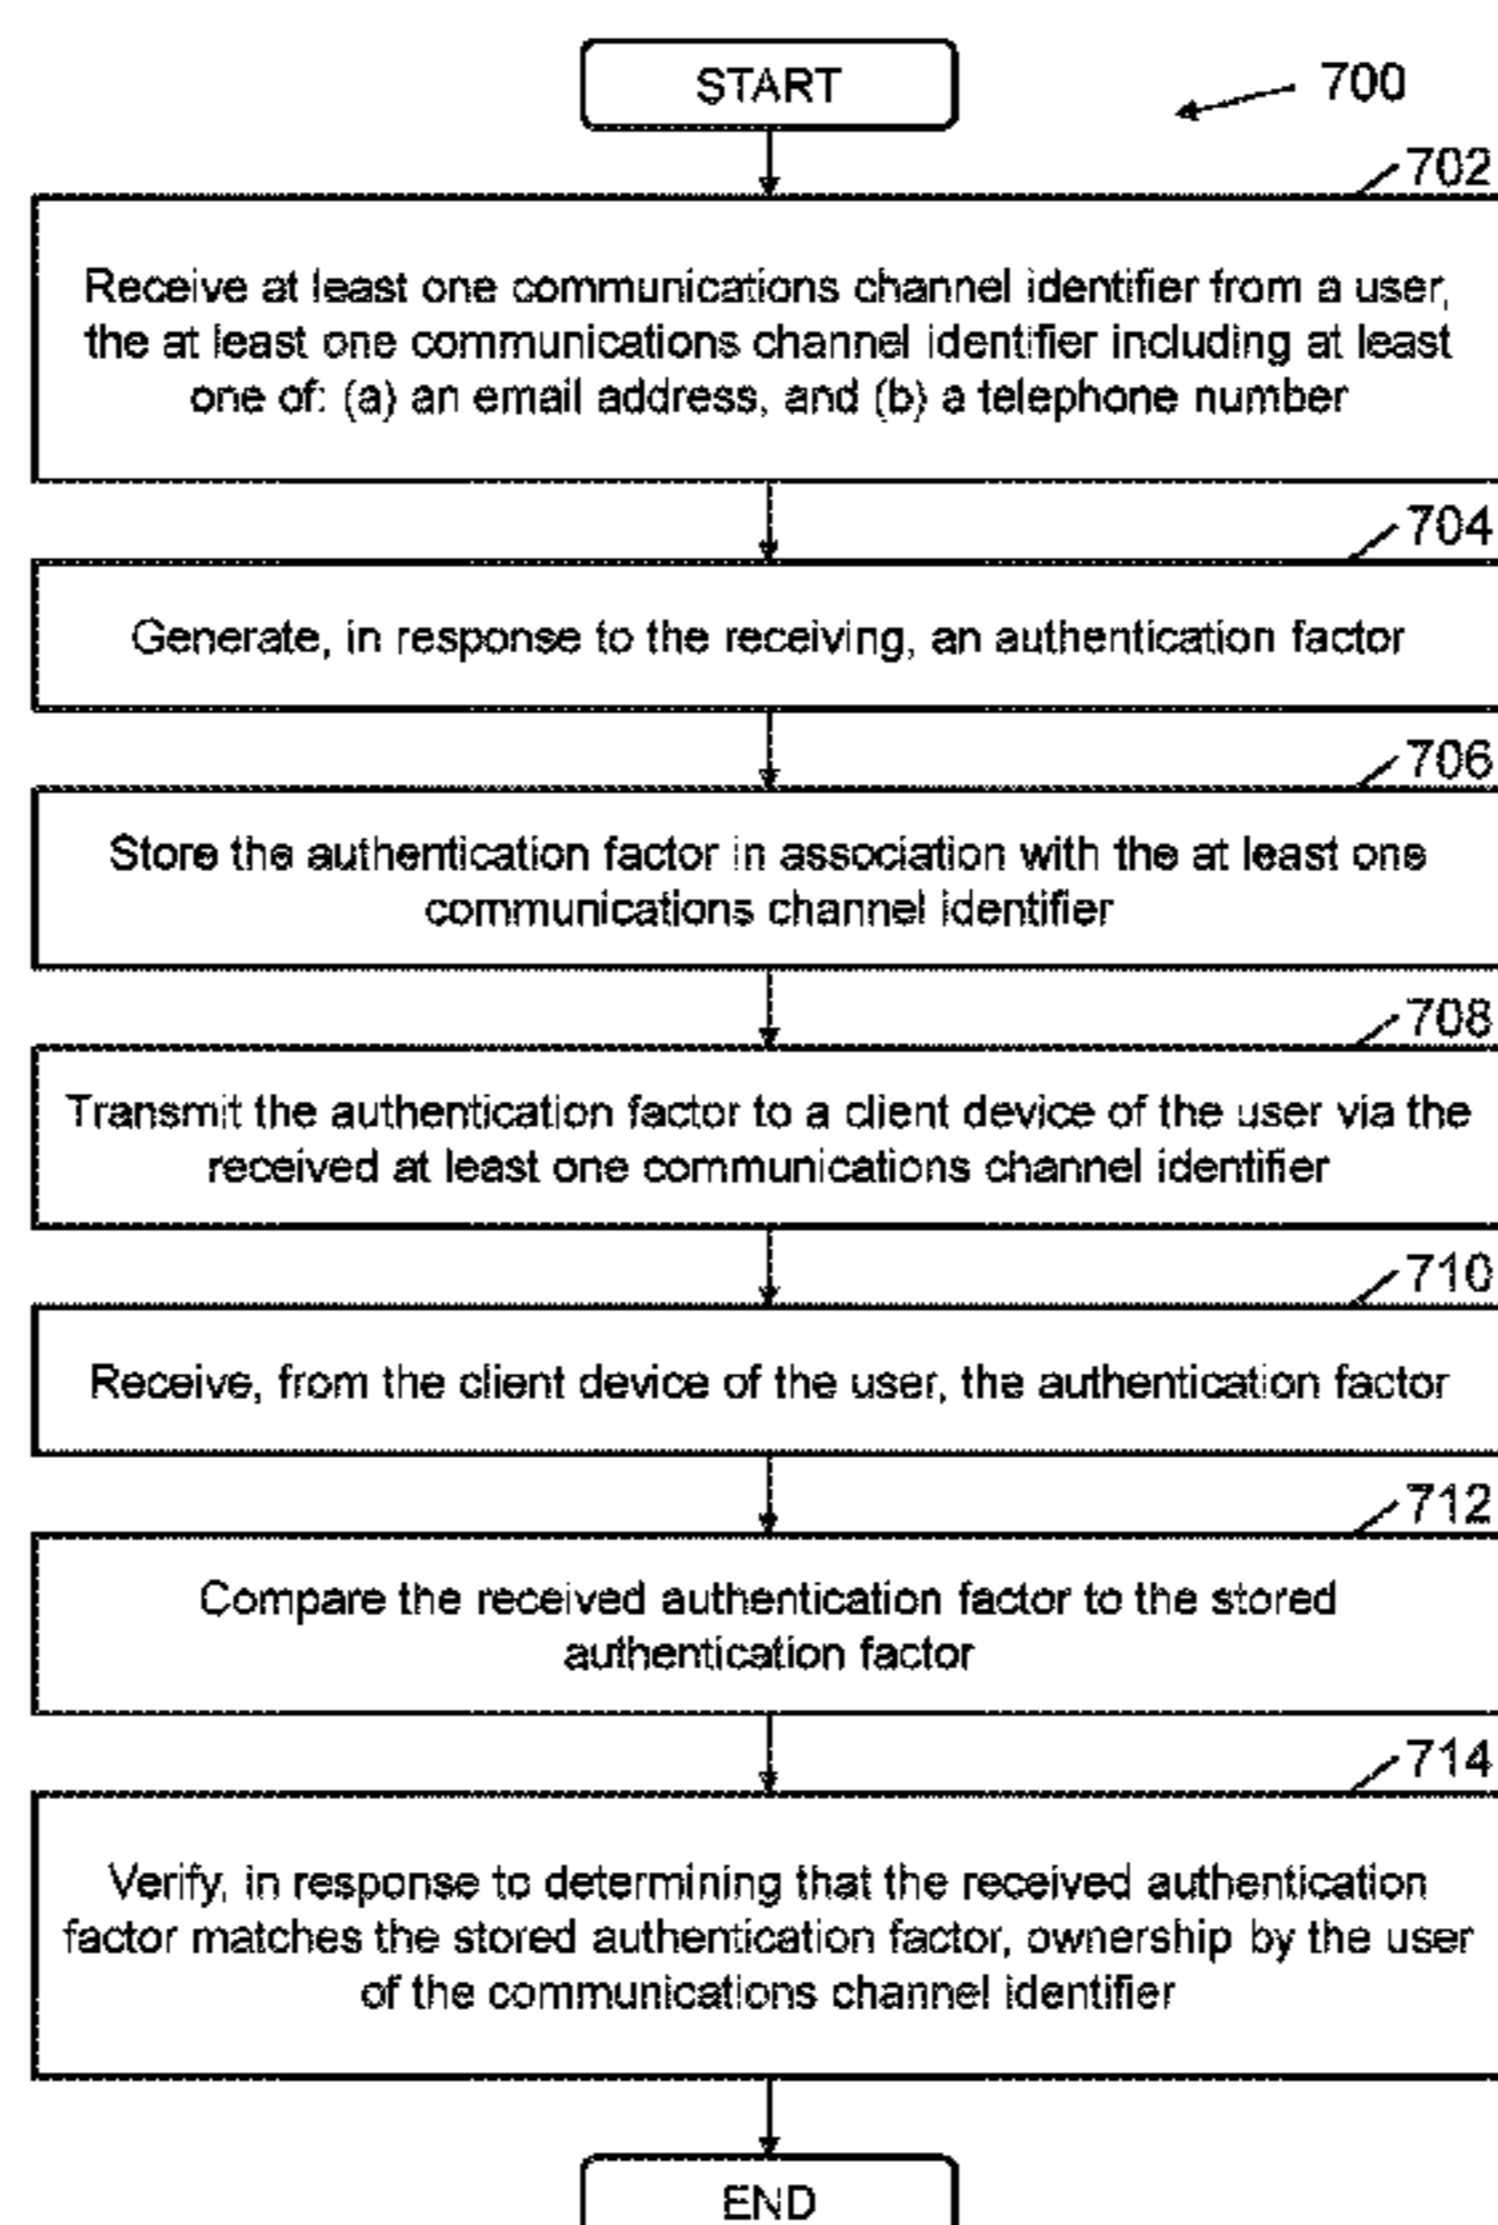 START
700
702
Receive at least one communications channel identifier from a user,
the at least one communications channel identifier including at least
one of: (a) an email address, and (b) a telephone number
704
Generate, in response to the receiving, an authentication factor
706
Store the authentication factor in association with the at least one
communications channel identifier
708
Transmit the authentication factor to a client device of the user via the
received at least one communications channel identifier
710
Receive, from the client device of the user, the authentication factor
712
Compare the received authentication factor to the stored
authentication factor
714
Verify, in response to determining that the received authentication
factor matches the stored authentication factor, ownership by the user
of the communications channel identifier
END